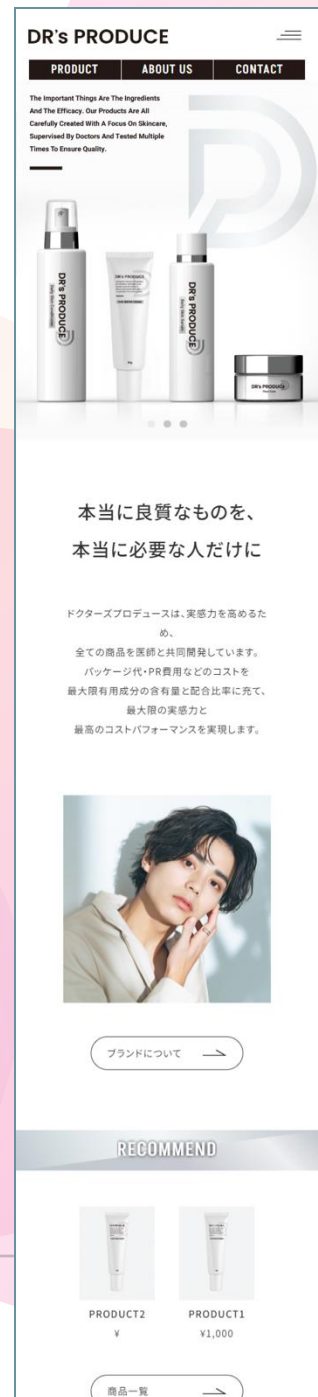 DR's PRODUCE
PRODUCT
ABOUT US
CONTACT
The Important Things Are The Ingredients
And The Efficacy. Our Products Are All
Carefully Created With A Focus On Skincare,
Supervised By Doctors And Tested Multiple
Times To Ensure Quality.
DR's PRODUCE
DR's PRODUCE
DR's PRODUCE
DR's PRODUCE
本当に良質なものを、
本当に必要な人だけに
ドクターズプロデュースは、実感力を高めるた
め、
全ての商品を医師と共同開発しています。
パッケージ代・PR費用などのコストを
最大限有用成分の含有量と配合比率に充て、
最大限の実感力と
最高のコストパフォーマンスを実現します。
ブランドについて
RECOMMEND
PRODUCT2
PRODUCT1
¥
¥1,000
商品一覧